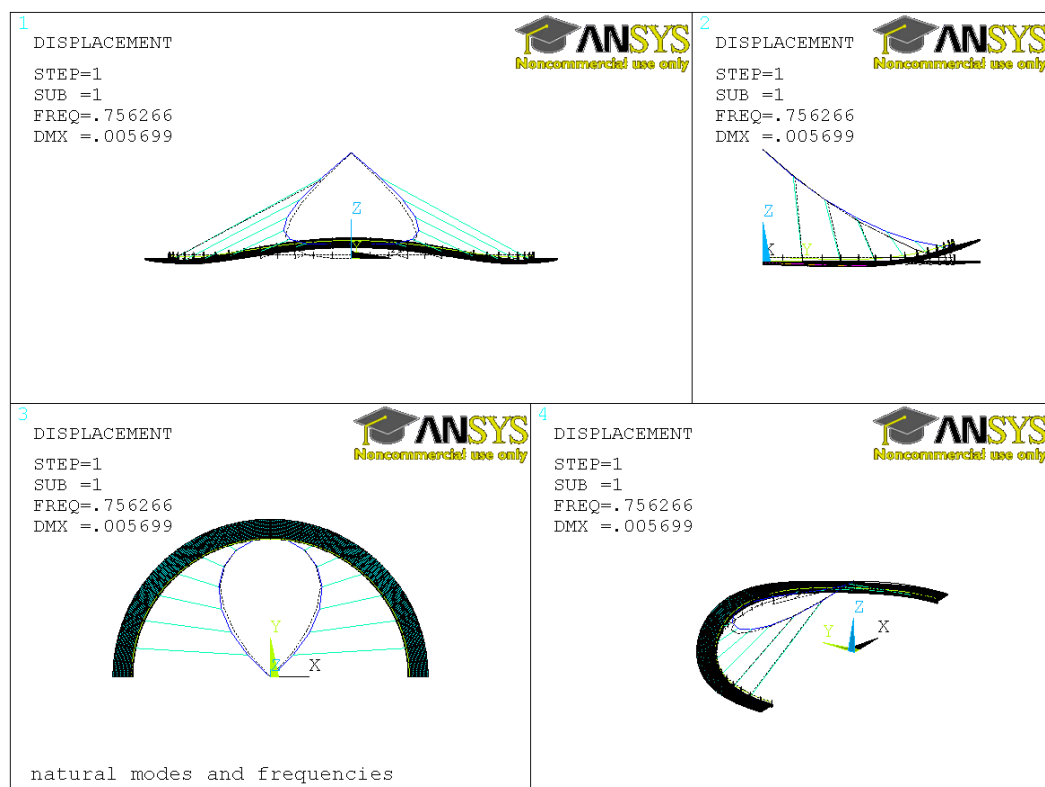 1
DISPLACEMENT
STEP=1
SUB =1
FREQ=.756266
DMX =.005699
ANSYS
Noncommercial use only
Z
2
DISPLACEMENT
STEP=1
SUB =1
FREQ=.756266
DMX =.005699
ANSYS
Noncommercial use only
Z
X
Y
3
DISPLACEMENT
STEP=1
SUB =1
FREQ=.756266
DMX =.005699
ANSYS
Noncommercial use only
Y
Z
X
natural modes and frequencies
4
DISPLACEMENT
STEP=1
SUB =1
FREQ=.756266
DMX =.005699
ANSYS
Noncommercial use only
Z
X
Y